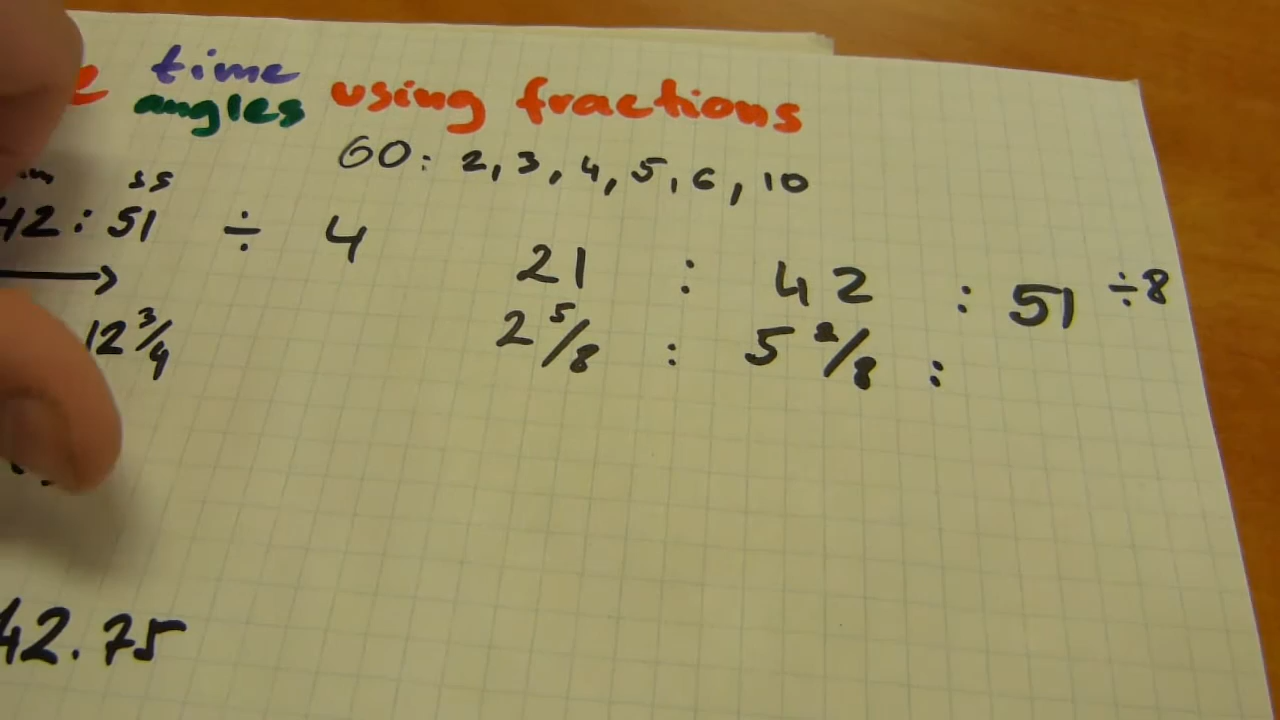 time
angles using fractions
60: 2, 3, 4, 5, 6, 10
ss
42 : 51 ÷ 4
21 : 42 : 51 ÷8
12 3/4
2 5/8 : 5 2/8 :
42.75